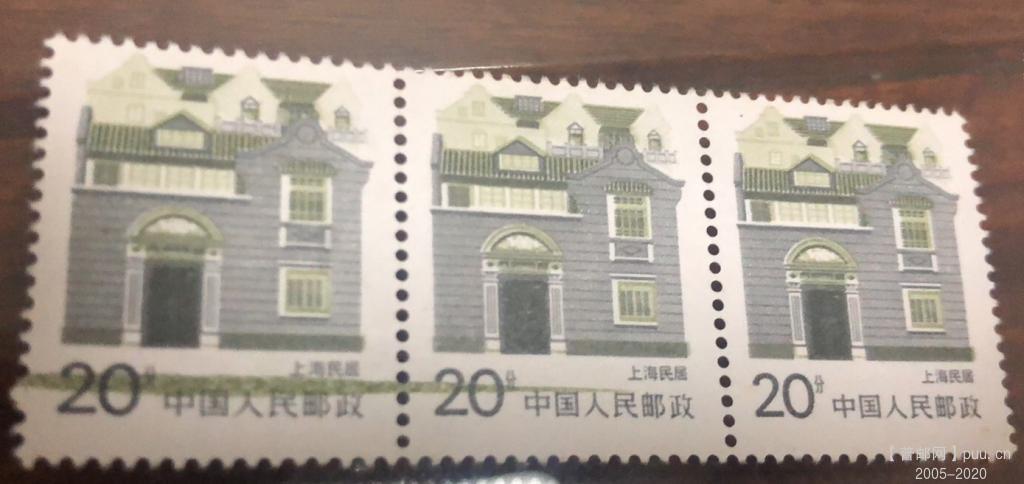 上海民居
20分 中国人民邮政
上海民居
20分 中国人民邮政
上海民居
20分 中国人民邮政
【普邮网】puu.cn
2005-2020